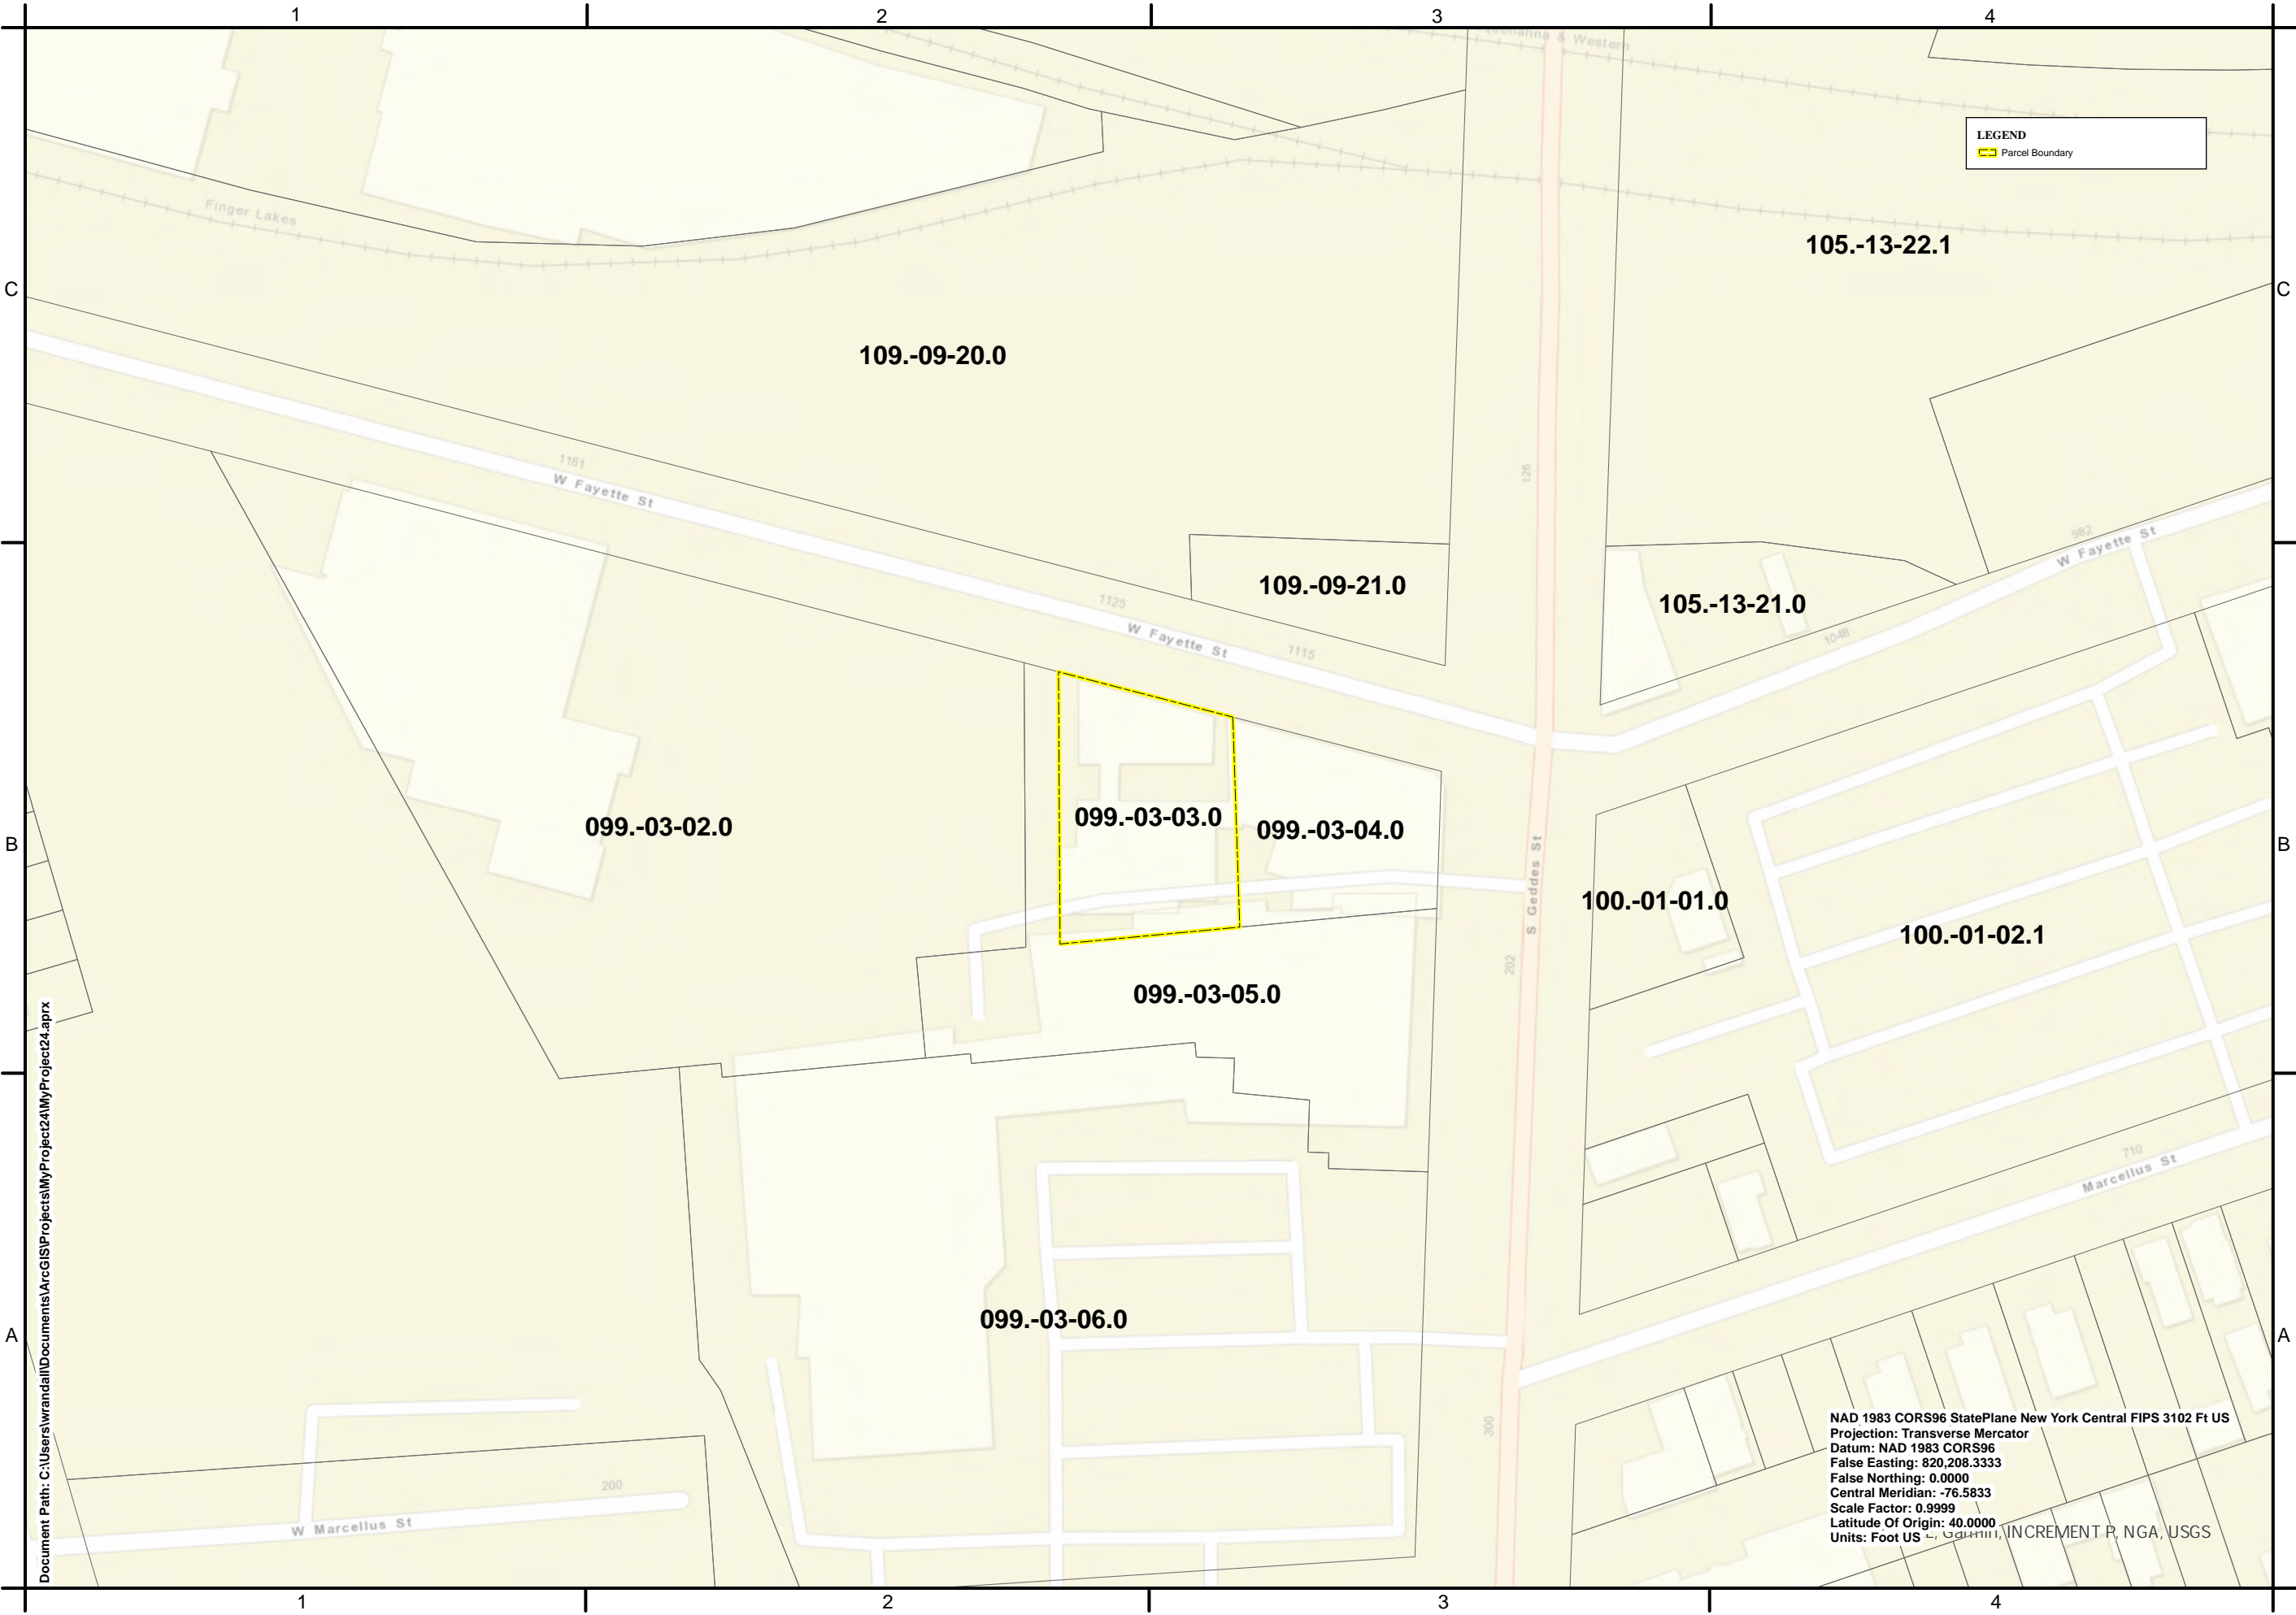 1 2 3 4
& Western
LEGEND
Parcel Boundary
Finger Lakes
105.-13-22.1
C
C
109.-09-20.0
1161
W Fayette St
126
982
W Fayette St
109.-09-21.0
1125
W Fayette St
1115
105.-13-21.0
1048
099.-03-03.0
099.-03-02.0
099.-03-04.0
B
B
S Geddes St
100.-01-01.0
100.-01-02.1
202
099.-03-05.0
710
Marcellus St
099.-03-06.0
A
A
300
200
W Marcellus St
Document Path: C:\Users\wrandall\Documents\ArcGIS\Projects\MyProject24\MyProject24.aprx
NAD 1983 CORS96 StatePlane New York Central FIPS 3102 Ft US
Projection: Transverse Mercator
Datum: NAD 1983 CORS96
False Easting: 820,208.3333
False Northing: 0.0000
Central Meridian: -76.5833
Scale Factor: 0.9999
Latitude Of Origin: 40.0000
Units: Foot US
Garmin, INCREMENT P, NGA, USGS
1 2 3 4